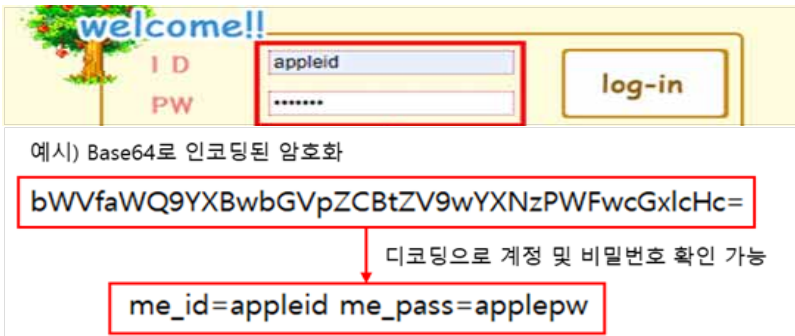 welcome!!
ID
appleid
PW
•••••••
log-in
예시) Base64로 인코딩된 암호화
bWVfaWQ9YXBwbGVpZCBtZV9wYXNzPWFwcGxlcHc=
디코딩으로 계정 및 비밀번호 확인 가능
me_id=appleid me_pass=applepw